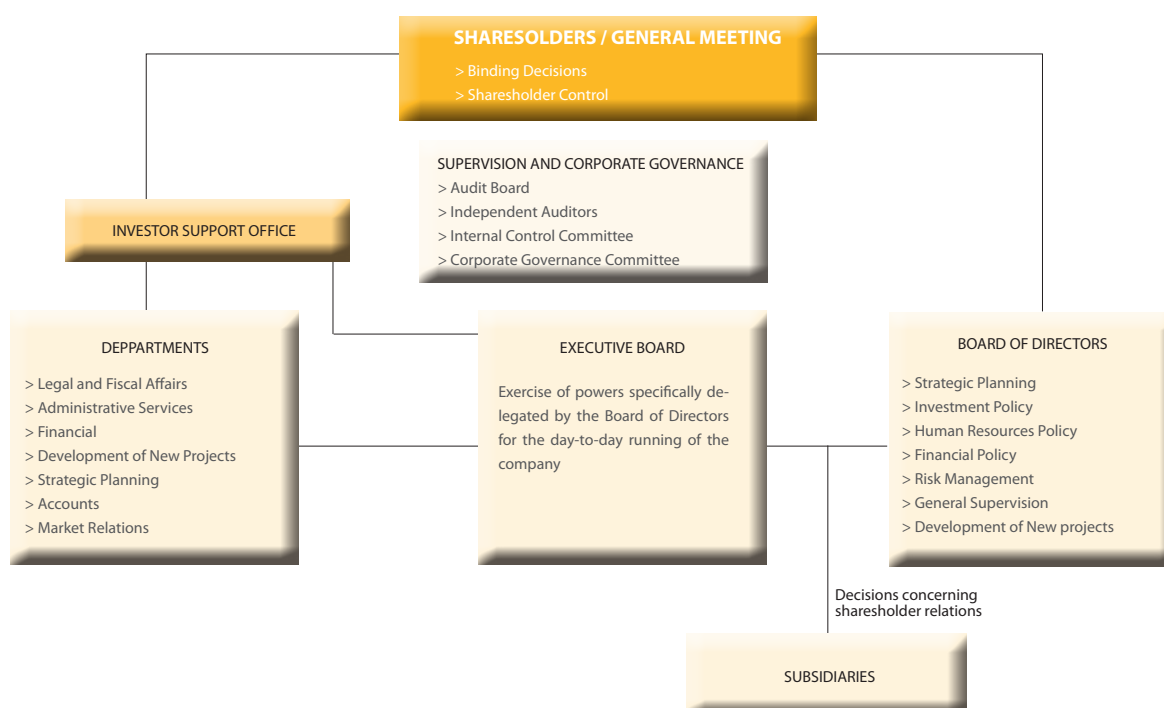 SHARESOLDERS / GENERAL MEETING
> Binding Decisions
> Sharesholder Control
SUPERVISION AND CORPORATE GOVERNANCE
> Audit Board
> Independent Auditors
> Internal Control Committee
> Corporate Governance Committee
INVESTOR SUPPORT OFFICE
DEPPARTMENTS
> Legal and Fiscal Affairs
> Administrative Services
> Financial
> Development of New Projects
> Strategic Planning
> Accounts
> Market Relations
EXECUTIVE BOARD
Exercise of powers specifically de-
legated by the Board of Directors
for the day-to-day running of the
company
BOARD OF DIRECTORS
> Strategic Planning
> Investment Policy
> Human Resources Policy
> Financial Policy
> Risk Management
> General Supervision
> Development of New projects
Decisions concerning
sharesholder relations
SUBSIDIARIES